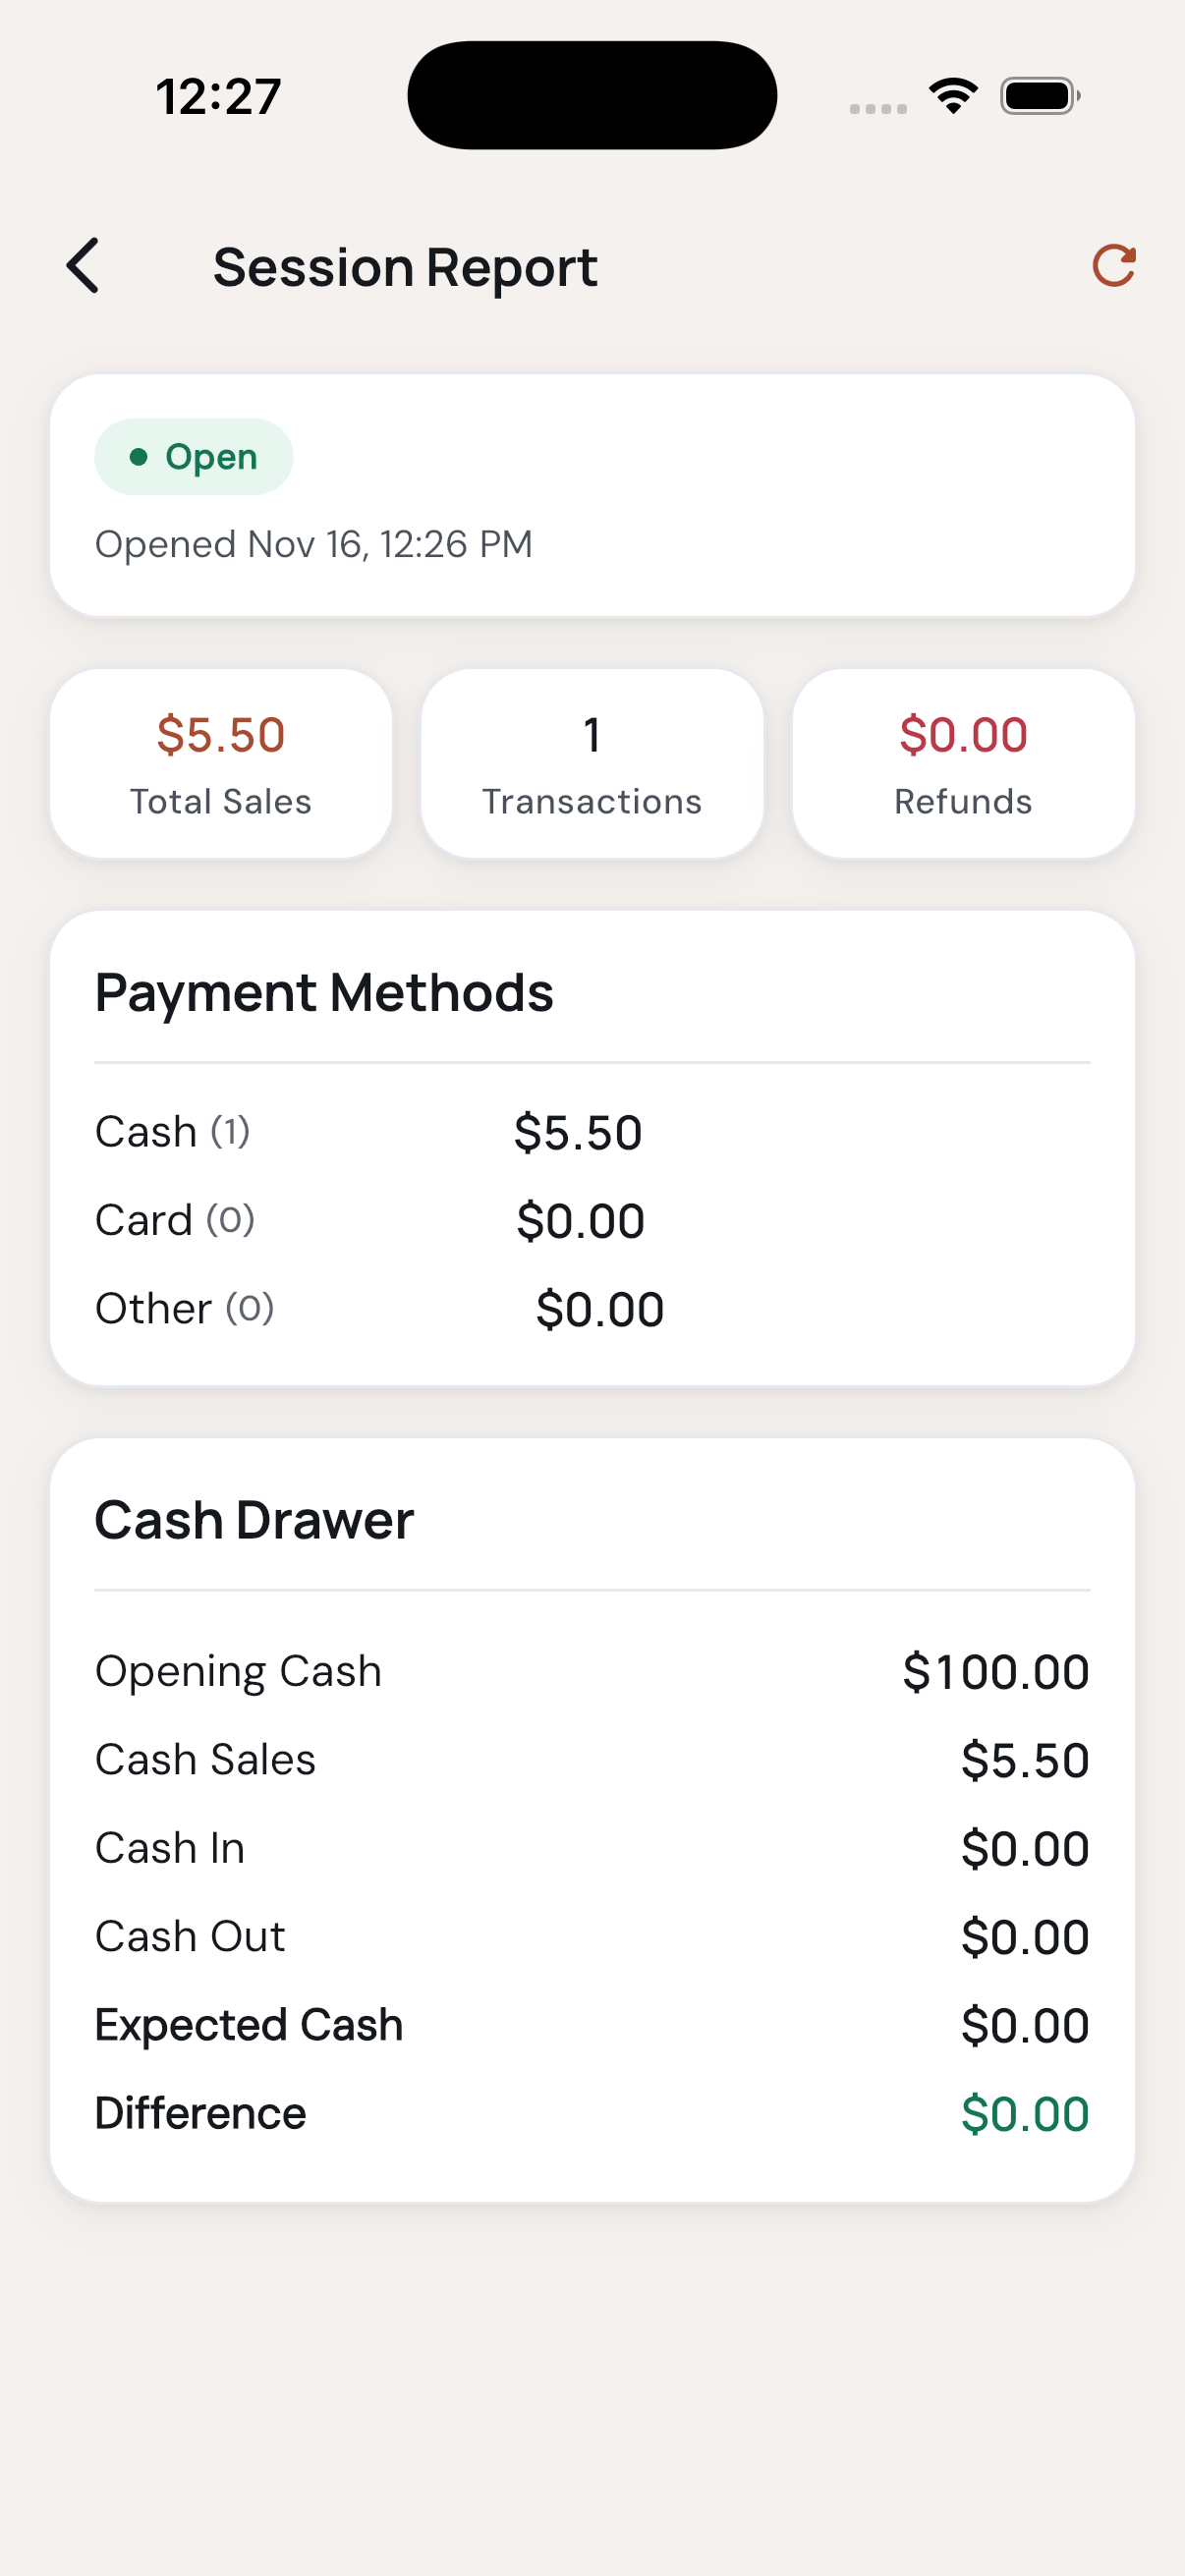 12:27
Session Report
Open
Opened Nov 16, 12:26 PM
$5.50 1 $0.00
Total Sales Transactions Refunds
Payment Methods
Cash (1) $5.50
Card (0) $0.00
Other (0) $0.00
Cash Drawer
Opening Cash $100.00
Cash Sales $5.50
Cash In $0.00
Cash Out $0.00
Expected Cash $0.00
Difference $0.00